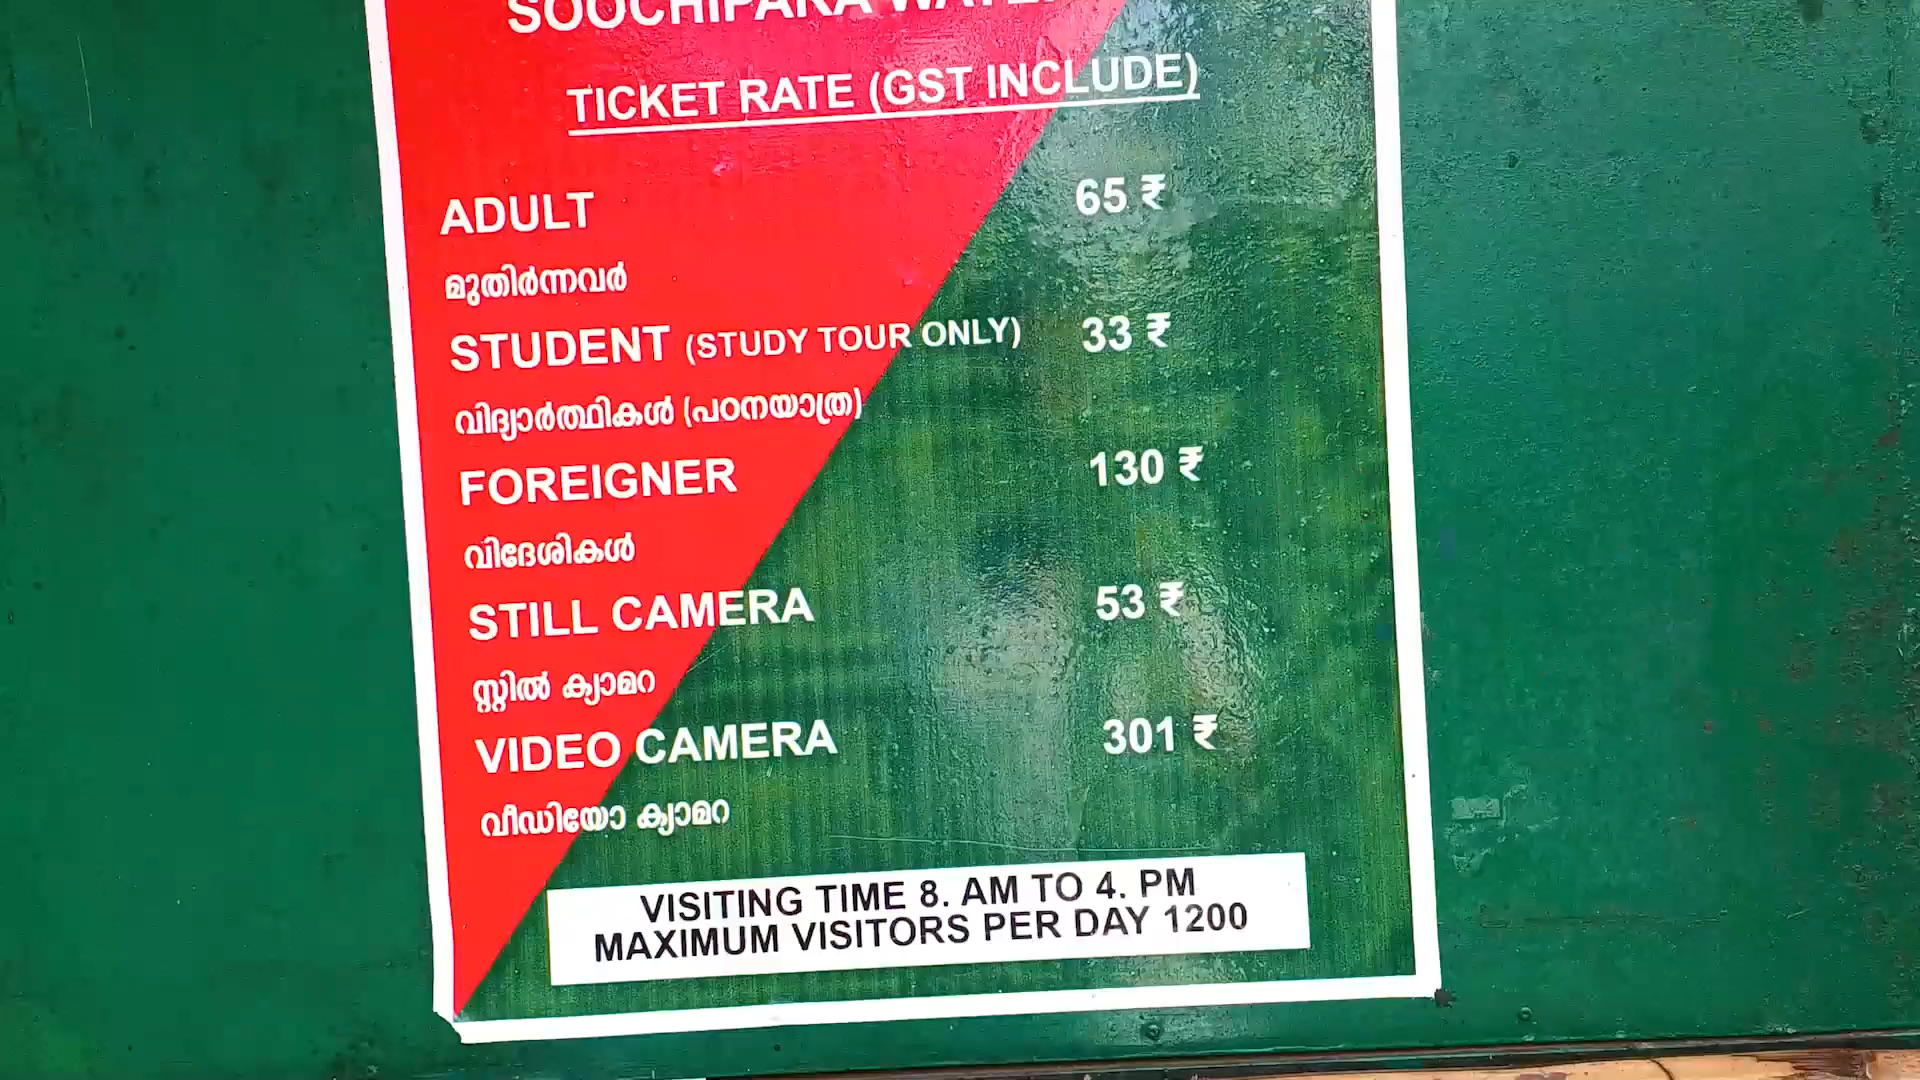 SOOCHIPARA
TICKET RATE (GST INCLUDE)
ADULT 65 ₹
മുതിർന്നവർ
STUDENT (STUDY TOUR ONLY) 33 ₹
വിദ്യാർത്ഥികൾ (പഠനയാത്ര)
FOREIGNER 130 ₹
വിദേശികൾ
STILL CAMERA 53 ₹
സ്റ്റിൽ ക്യാമറ
VIDEO CAMERA 301 ₹
വീഡിയോ ക്യാമറ
VISITING TIME 8. AM TO 4. PM
MAXIMUM VISITORS PER DAY 1200